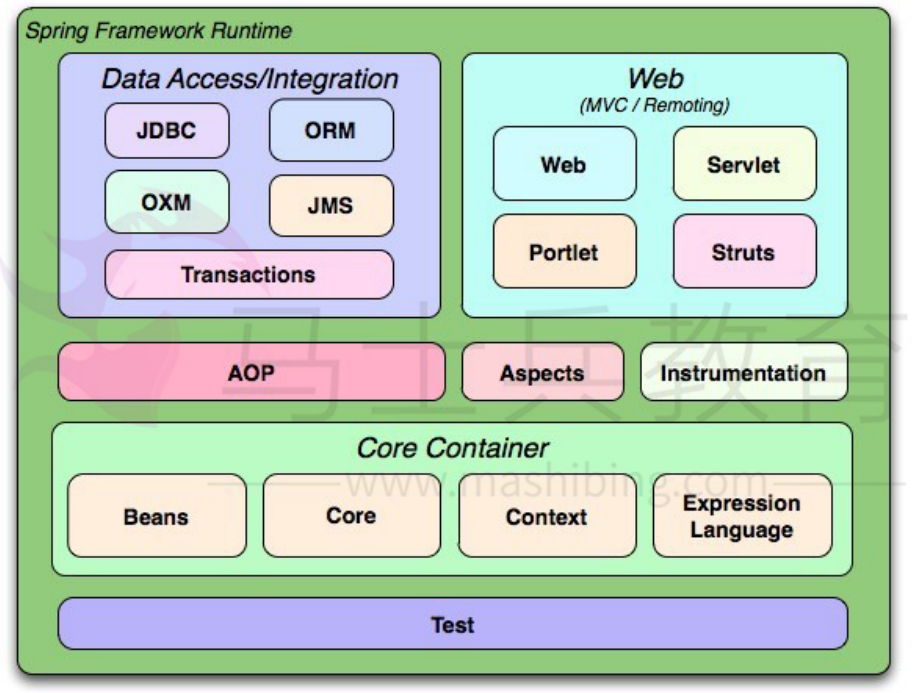 Spring Framework Runtime
Data Access/Integration
JDBC
ORM
OXM
JMS
Transactions
Web
(MVC / Remoting)
Web
Servlet
Portlet
Struts
AOP
Aspects
Instrumentation
马士兵教育
www.mashibing.com
Core Container
Beans
Core
Context
Expression
Language
Test